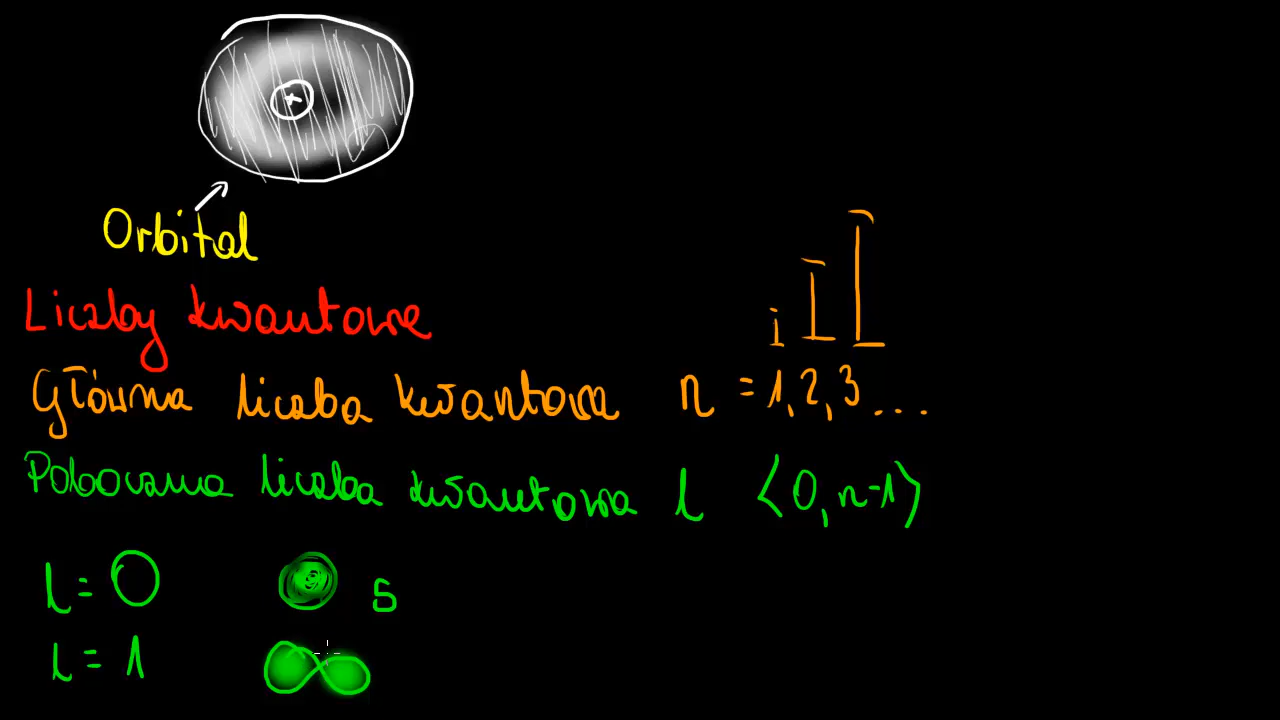 +
Orbital
Liczby kwantowe
Główna liczba kwantowa n = 1, 2, 3 ...
Poboczna liczba kwantowa l ⟨0, n-1⟩
l = 0 s
l = 1